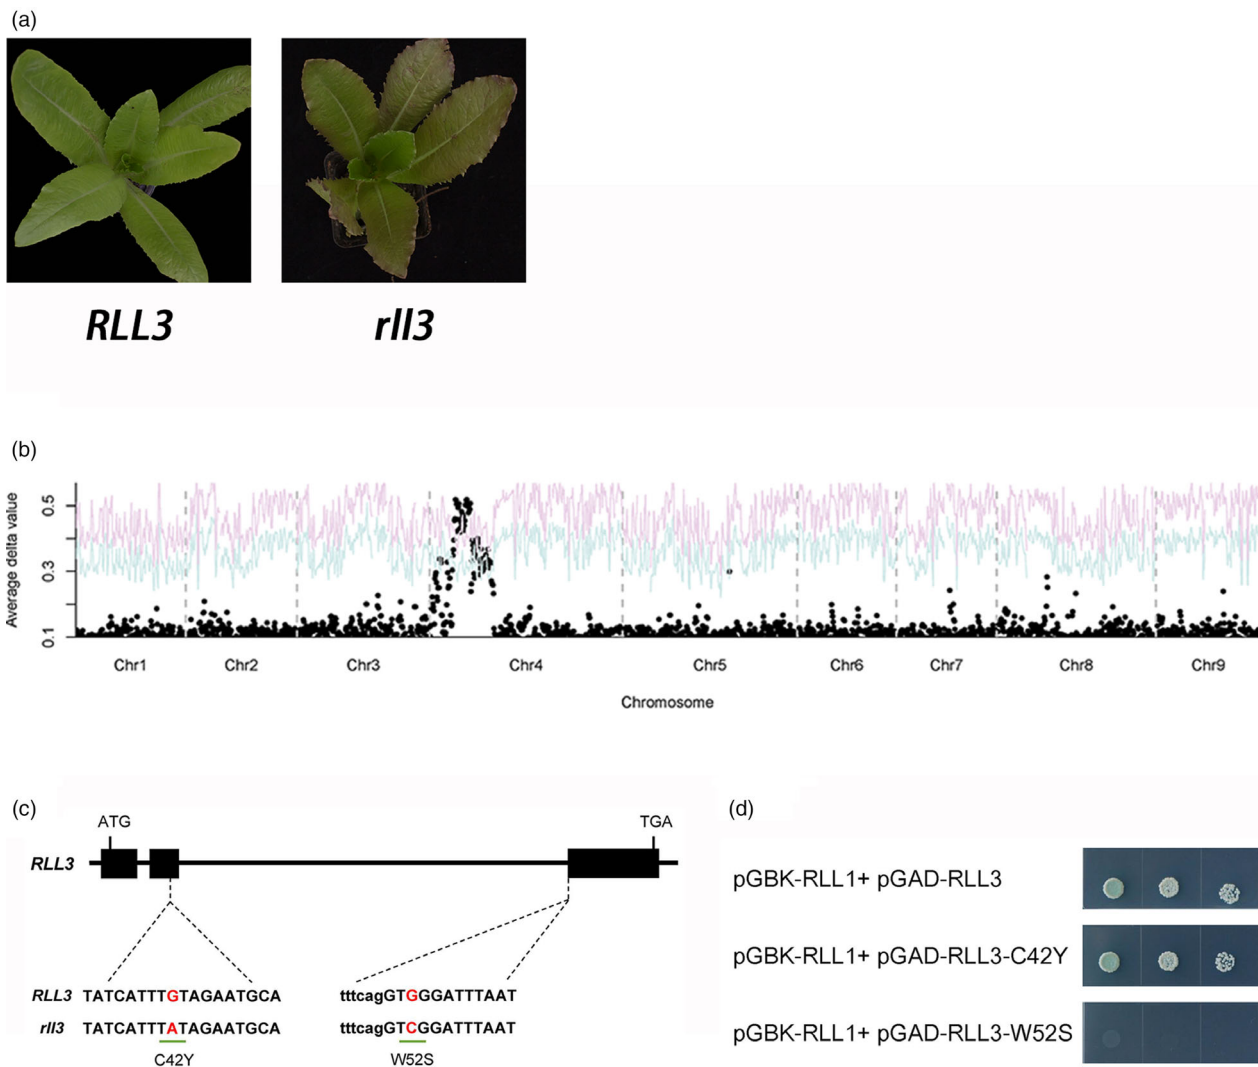 (a)
RLL3
rll3
(b)
Average delta value
0.5
0.3
0.1
Chr1
Chr2
Chr3
Chr4
Chr5
Chr6
Chr7
Chr8
Chr9
Chromosome
(c)
ATG
TGA
RLL3
RLL3 TATCATTTGTAGAATGCA tttcagGTGGGATTTAAT
rll3 TATCATTTATAGAATGCA tttcagGTCGGATTTAAT
C42Y
W52S
(d)
pGBK-RLL1+ pGAD-RLL3
pGBK-RLL1+ pGAD-RLL3-C42Y
pGBK-RLL1+ pGAD-RLL3-W52S